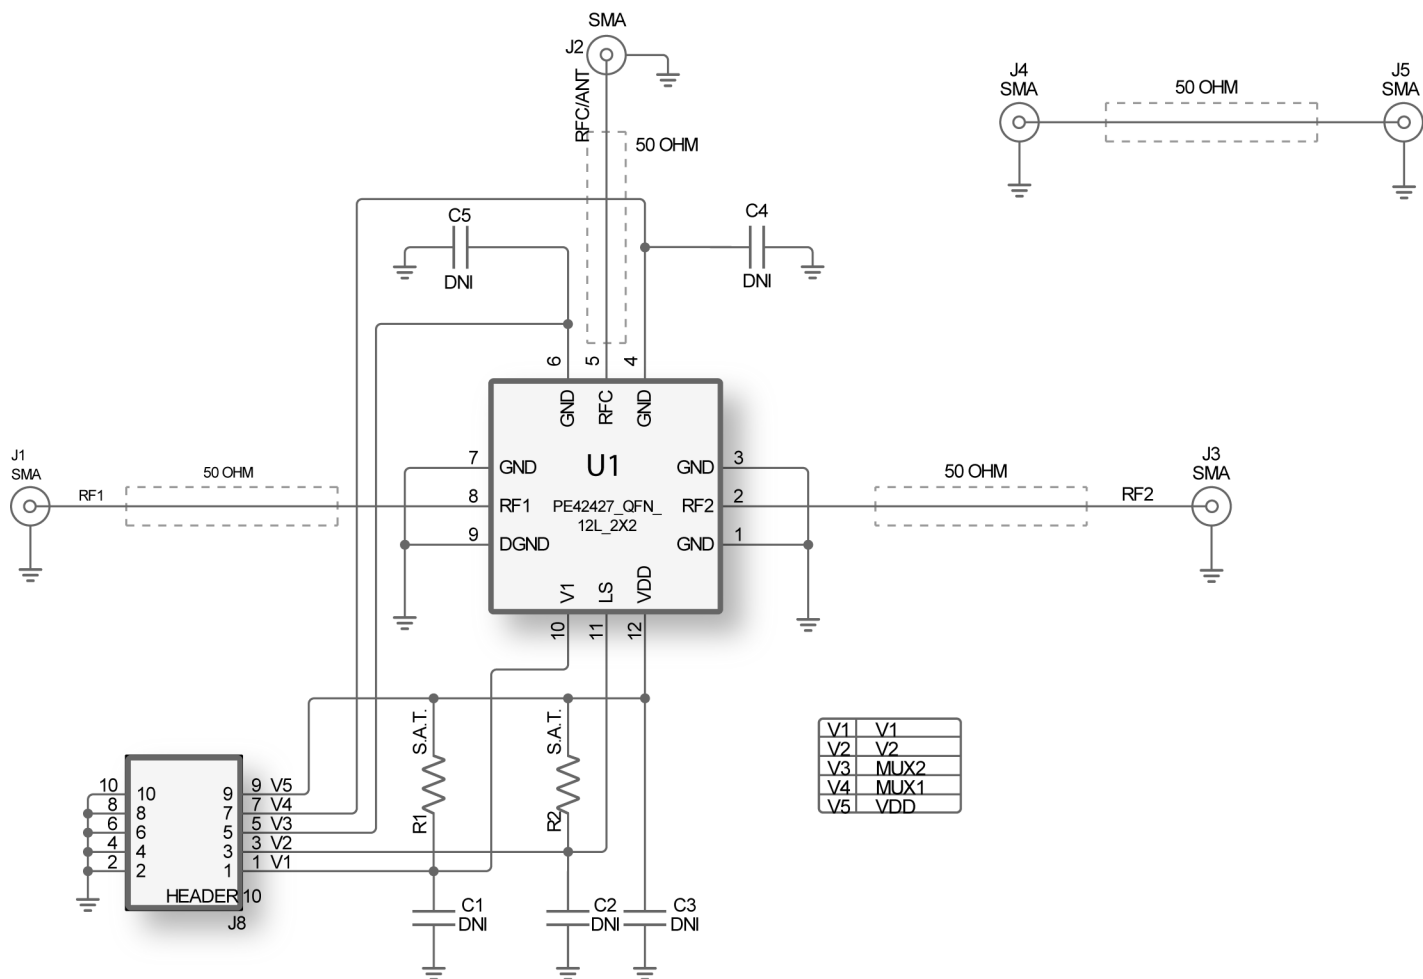 SMA
J2
RFC/ANT
50 OHM
J4
SMA
50 OHM
J5
SMA
C5
DNI
C4
DNI
6
5
4
GND
RFC
GND
J1
SMA
RF1
50 OHM
7
GND
8
RF1
9
DGND
U1
PE42427_QFN_
12L_2X2
GND
3
RF2
2
GND
1
50 OHM
RF2
J3
SMA
V1
LS
VDD
10
11
12
S.A.T.
R1
S.A.T.
R2
10 10 9 9 V5
8 8 7 7 V4
6 6 5 5 V3
4 4 3 3 V2
2 2 1 1 V1
HEADER 10
J8
C1
DNI
C2
DNI
C3
DNI
V1 V1
V2 V2
V3 MUX2
V4 MUX1
V5 VDD